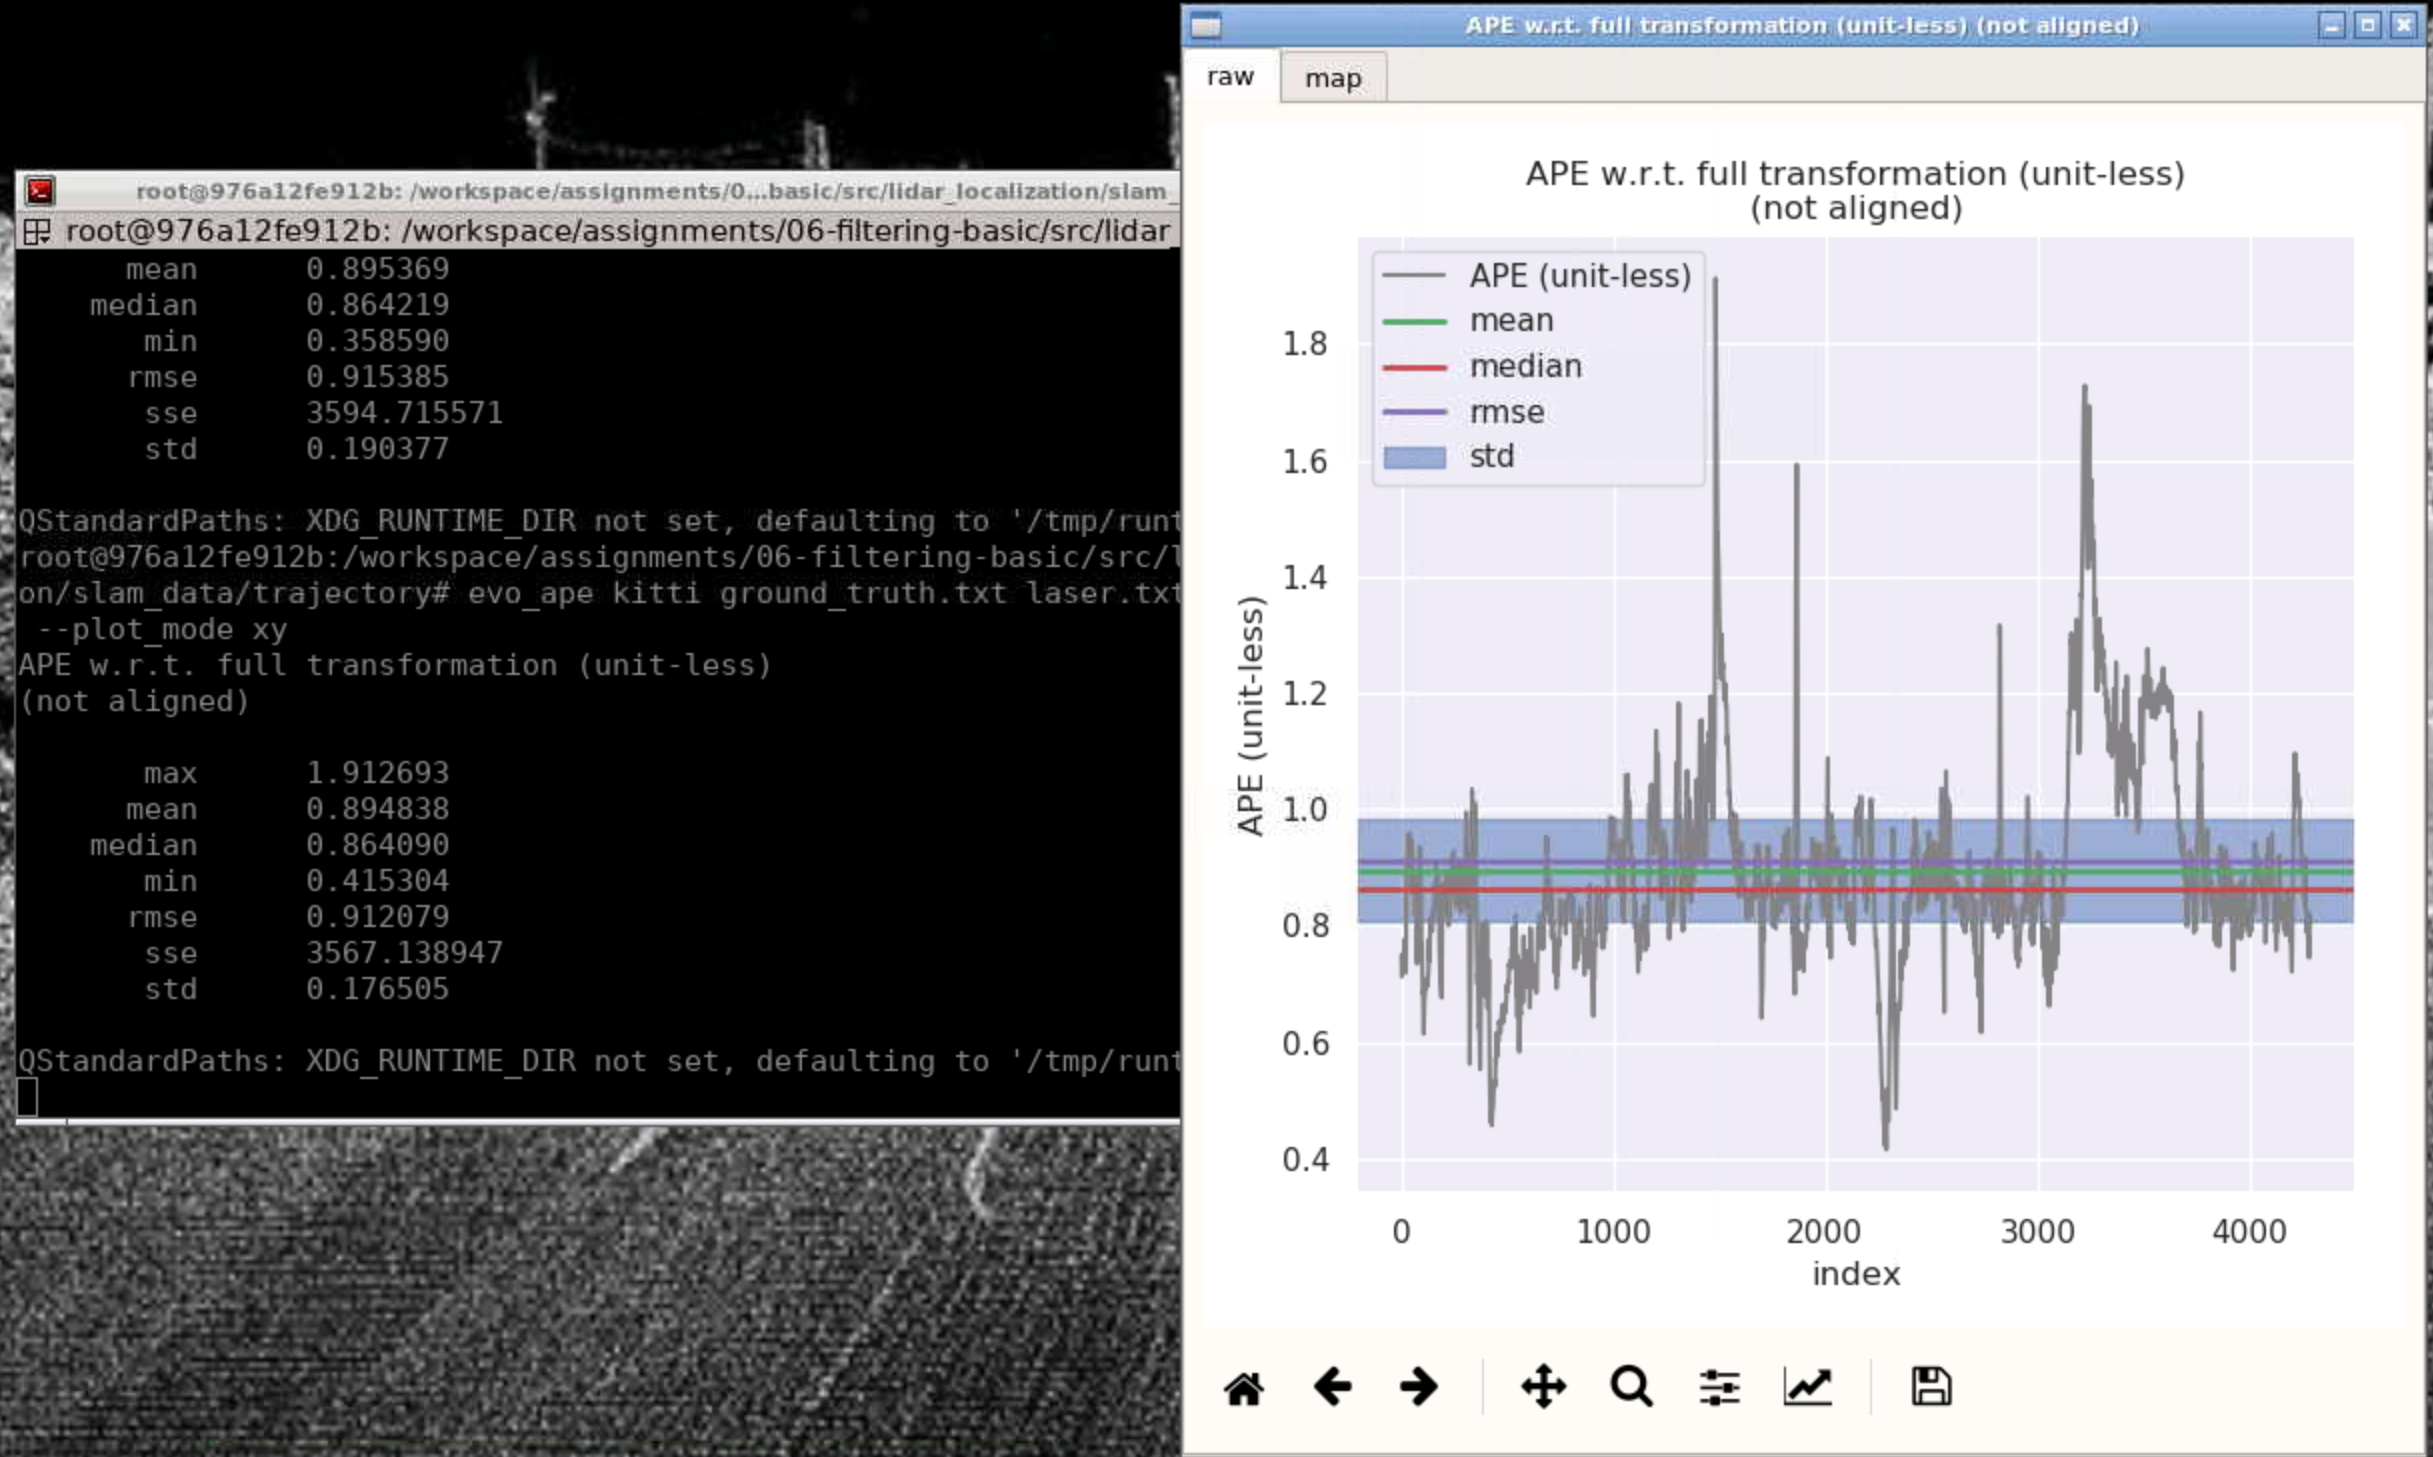 root@976a12fe912b: /workspace/assignments/0...basic/src/lidar_localization/slam_
root@976a12fe912b: /workspace/assignments/06-filtering-basic/src/lidar
mean 0.895369
median 0.864219
min 0.358590
rmse 0.915385
sse 3594.715571
std 0.190377
QStandardPaths: XDG_RUNTIME_DIR not set, defaulting to '/tmp/runt
root@976a12fe912b:/workspace/assignments/06-filtering-basic/src/l
on/slam_data/trajectory# evo_ape kitti ground_truth.txt laser.txt
--plot_mode xy
APE w.r.t. full transformation (unit-less)
(not aligned)
max 1.912693
mean 0.894838
median 0.864090
min 0.415304
rmse 0.912079
sse 3567.138947
std 0.176505
QStandardPaths: XDG_RUNTIME_DIR not set, defaulting to '/tmp/runt
APE w.r.t. full transformation (unit-less) (not aligned)
raw map
APE w.r.t. full transformation (unit-less)
(not aligned)
APE (unit-less)
mean
median
rmse
std
APE (unit-less)
1.8
1.6
1.4
1.2
1.0
0.8
0.6
0.4
0 1000 2000 3000 4000
index